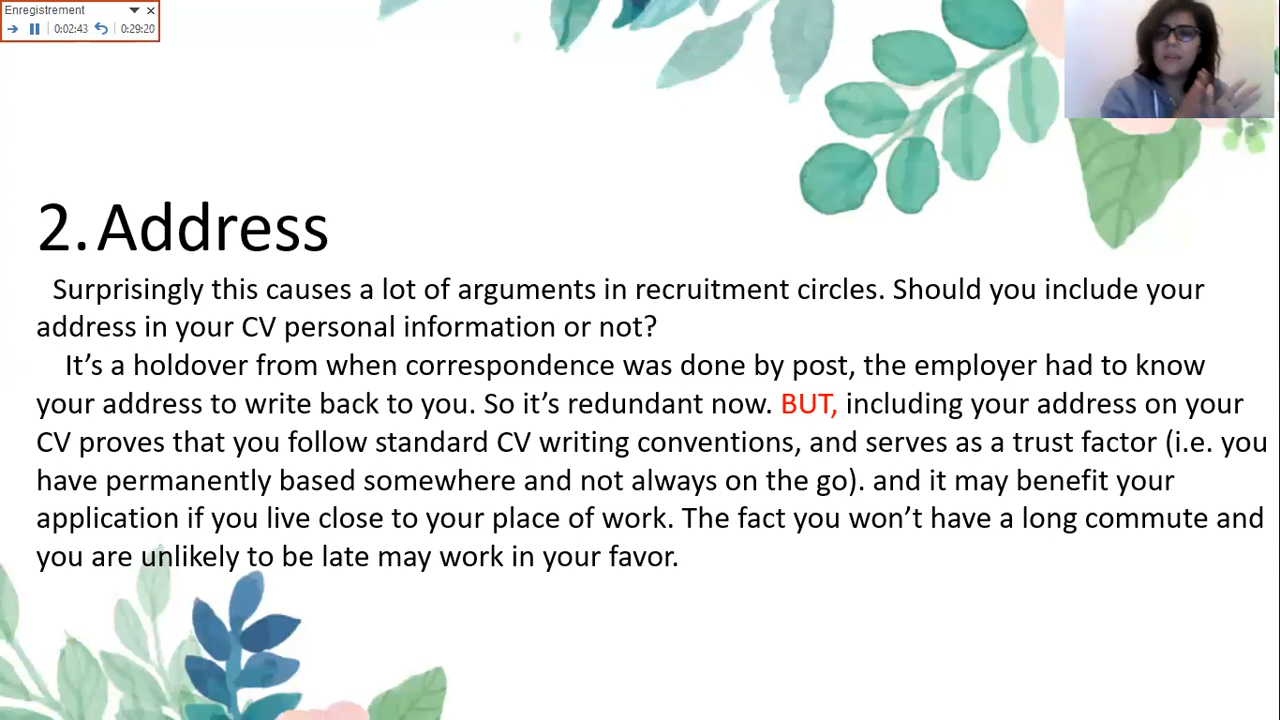 Enregistrement
0:02:43 0:29:20
2. Address
Surprisingly this causes a lot of arguments in recruitment circles. Should you include your
address in your CV personal information or not?
It’s a holdover from when correspondence was done by post, the employer had to know
your address to write back to you. So it’s redundant now. BUT, including your address on your
CV proves that you follow standard CV writing conventions, and serves as a trust factor (i.e. you
have permanently based somewhere and not always on the go). and it may benefit your
application if you live close to your place of work. The fact you won’t have a long commute and
you are unlikely to be late may work in your favor.